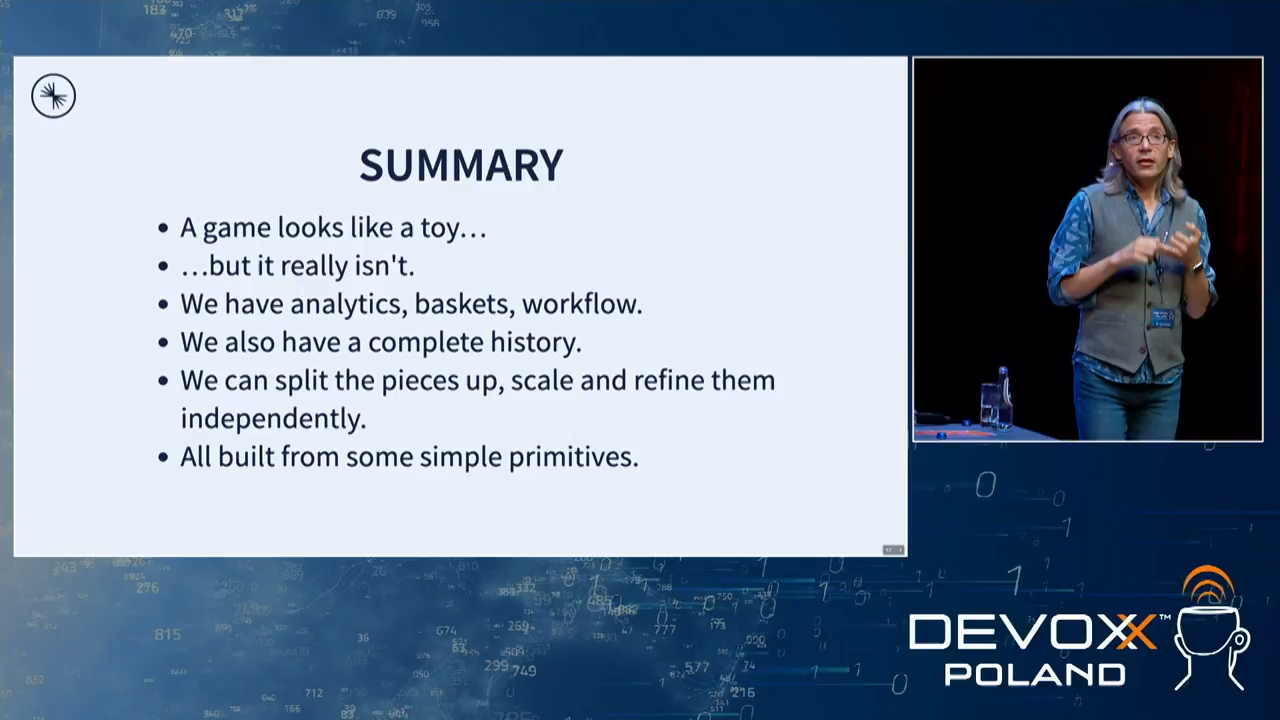 SUMMARY
A game looks like a toy…
…but it really isn't.
We have analytics, baskets, workflow.
We also have a complete history.
We can split the pieces up, scale and refine them
independently.
All built from some simple primitives.
DEVOXX™
POLAND